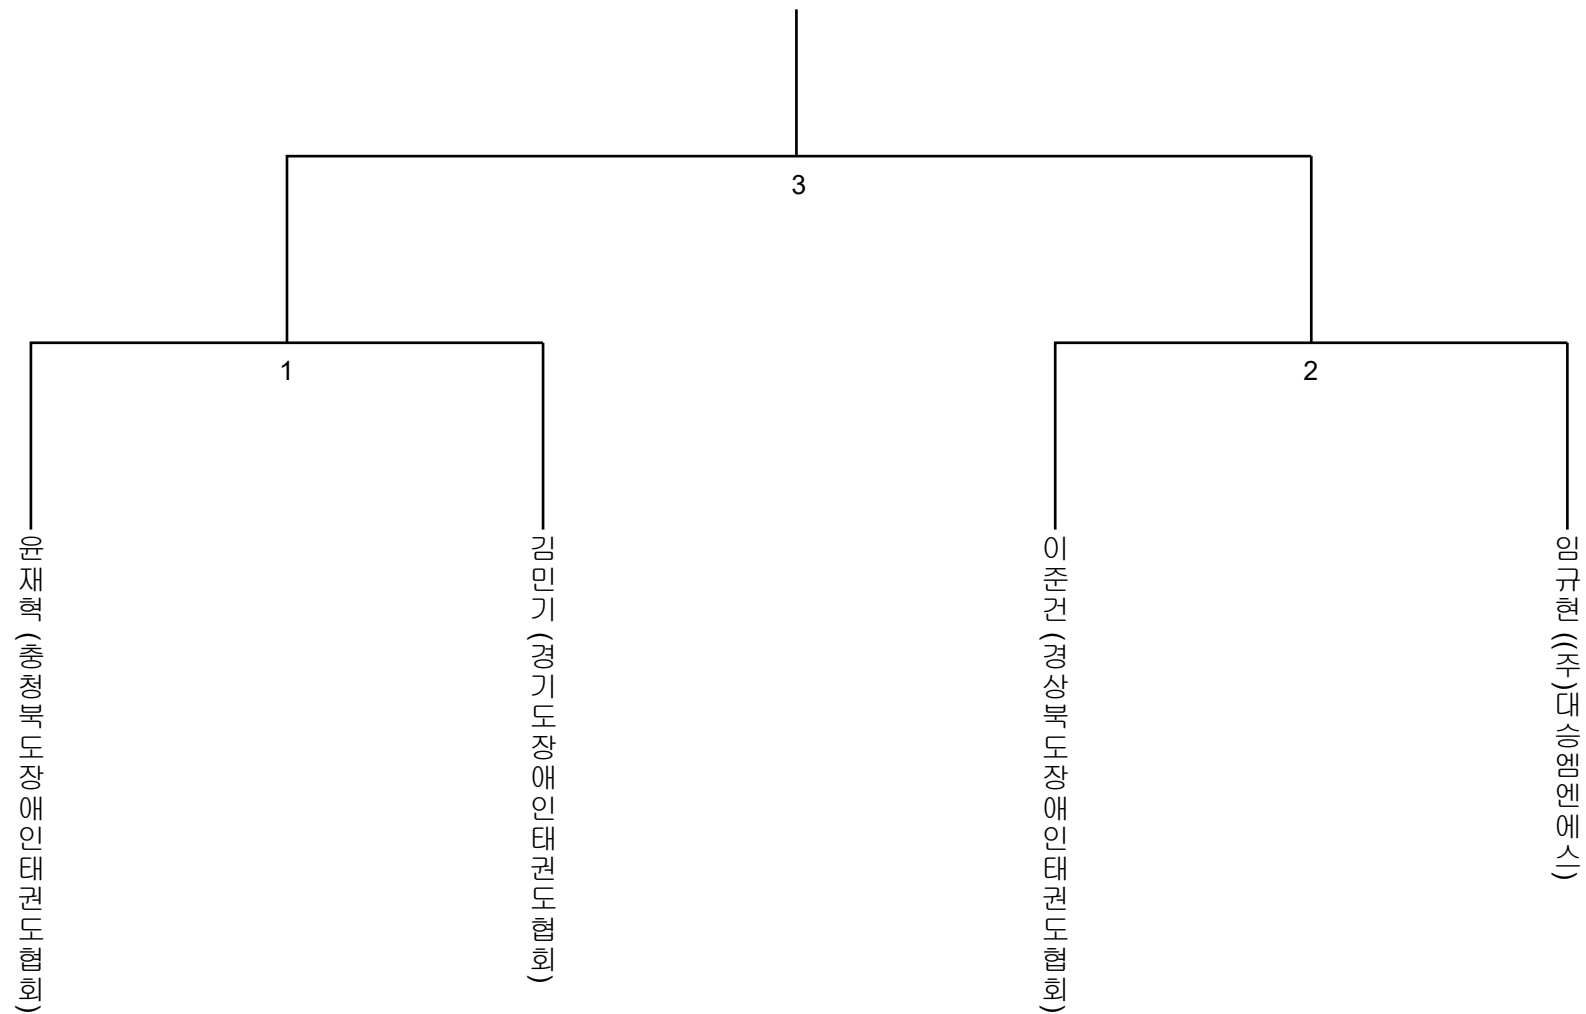 3
1
2
윤재혁 (충청북도장애인태권도협회)
김민기 (경기도장애인태권도협회)
이준건 (경상북도장애인태권도협회)
임규현 ((주)대승엠엔에스)